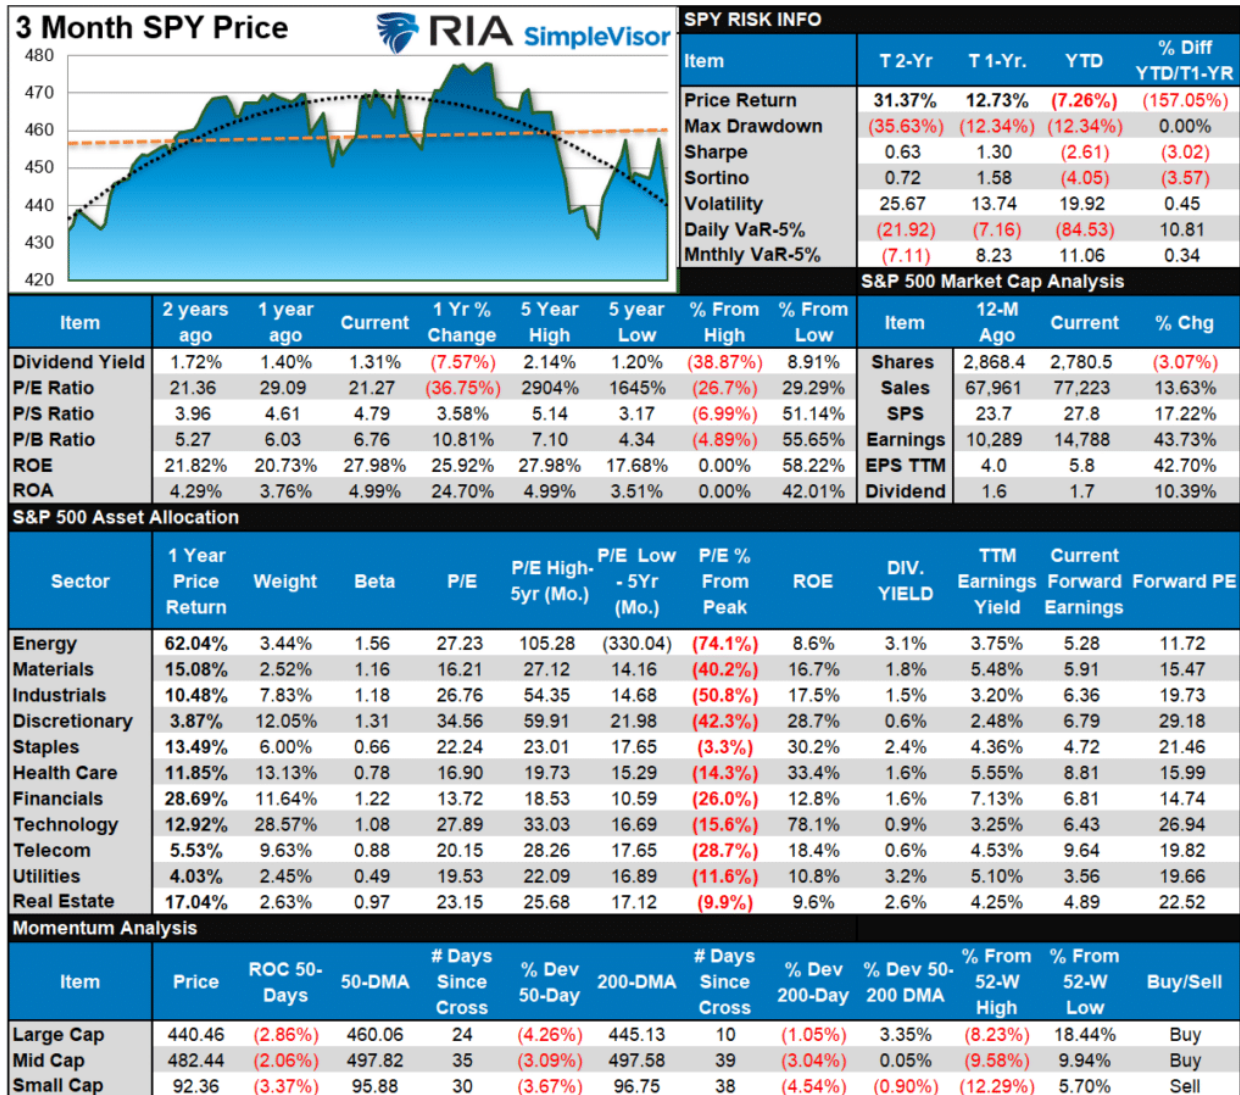 3 Month SPY Price
RIA SimpleVisor
480
470
460
450
440
430
420
SPY RISK INFO
Item T 2-Yr T 1-Yr. YTD % Diff YTD/T1-YR
Price Return 31.37% 12.73% (7.26%) (157.05%)
Max Drawdown (35.63%) (12.34%) (12.34%) 0.00%
Sharpe 0.63 1.30 (2.61) (3.02)
Sortino 0.72 1.58 (4.05) (3.57)
Volatility 25.67 13.74 19.92 0.45
Daily VaR-5% (21.92) (7.16) (84.53) 10.81
Mnthly VaR-5% (7.11) 8.23 11.06 0.34
Item 2 years ago 1 year ago Current 1 Yr % Change 5 Year High 5 year Low % From High % From Low
Dividend Yield 1.72% 1.40% 1.31% (7.57%) 2.14% 1.20% (38.87%) 8.91%
P/E Ratio 21.36 29.09 21.27 (36.75%) 2904% 1645% (26.7%) 29.29%
P/S Ratio 3.96 4.61 4.79 3.58% 5.14 3.17 (6.99%) 51.14%
P/B Ratio 5.27 6.03 6.76 10.81% 7.10 4.34 (4.89%) 55.65%
ROE 21.82% 20.73% 27.98% 25.92% 27.98% 17.68% 0.00% 58.22%
ROA 4.29% 3.76% 4.99% 24.70% 4.99% 3.51% 0.00% 42.01%
S&P 500 Market Cap Analysis
Item 12-M Ago Current % Chg
Shares 2,868.4 2,780.5 (3.07%)
Sales 67,961 77,223 13.63%
SPS 23.7 27.8 17.22%
Earnings 10,289 14,788 43.73%
EPS TTM 4.0 5.8 42.70%
Dividend 1.6 1.7 10.39%
S&P 500 Asset Allocation
Sector 1 Year Price Return Weight Beta P/E P/E High-5yr (Mo.) P/E Low - 5Yr (Mo.) P/E % From Peak ROE DIV. YIELD TTM Earnings Yield Current Forward Earnings Forward PE
Energy 62.04% 3.44% 1.56 27.23 105.28 (330.04) (74.1%) 8.6% 3.1% 3.75% 5.28 11.72
Materials 15.08% 2.52% 1.16 16.21 27.12 14.16 (40.2%) 16.7% 1.8% 5.48% 5.91 15.47
Industrials 10.48% 7.83% 1.18 26.76 54.35 14.68 (50.8%) 17.5% 1.5% 3.20% 6.36 19.73
Discretionary 3.87% 12.05% 1.31 34.56 59.91 21.98 (42.3%) 28.7% 0.6% 2.48% 6.79 29.18
Staples 13.49% 6.00% 0.66 22.24 23.01 17.65 (3.3%) 30.2% 2.4% 4.36% 4.72 21.46
Health Care 11.85% 13.13% 0.78 16.90 19.73 15.29 (14.3%) 33.4% 1.6% 5.55% 8.81 15.99
Financials 28.69% 11.64% 1.22 13.72 18.53 10.59 (26.0%) 12.8% 1.6% 7.13% 6.81 14.74
Technology 12.92% 28.57% 1.08 27.89 33.03 16.69 (15.6%) 78.1% 0.9% 3.25% 6.43 26.94
Telecom 5.53% 9.63% 0.88 20.15 28.26 17.65 (28.7%) 18.4% 0.6% 4.53% 9.64 19.82
Utilities 4.03% 2.45% 0.49 19.53 22.09 16.89 (11.6%) 10.8% 3.2% 5.10% 3.56 19.66
Real Estate 17.04% 2.63% 0.97 23.15 25.68 17.12 (9.9%) 9.6% 2.6% 4.25% 4.89 22.52
Momentum Analysis
Item Price ROC 50-Days 50-DMA # Days Since Cross % Dev 50-Day 200-DMA # Days Since Cross % Dev 200-Day % Dev 50-200 DMA % From 52-W High % From 52-W Low Buy/Sell
Large Cap 440.46 (2.86%) 460.06 24 (4.26%) 445.13 10 (1.05%) 3.35% (8.23%) 18.44% Buy
Mid Cap 482.44 (2.06%) 497.82 35 (3.09%) 497.58 39 (3.04%) 0.05% (9.58%) 9.94% Buy
Small Cap 92.36 (3.37%) 95.88 30 (3.67%) 96.75 38 (4.54%) (0.90%) (12.29%) 5.70% Sell